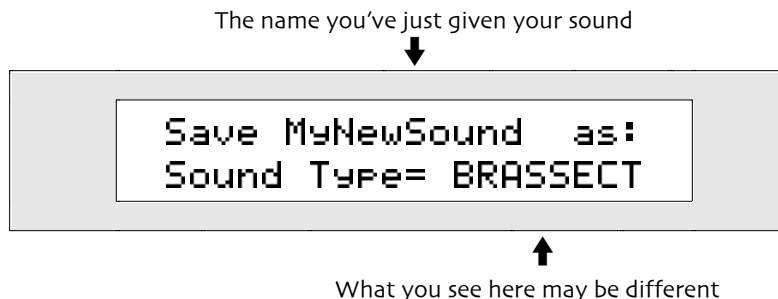 The name you’ve just given your sound
Save MyNewSound as:
Sound Type= BRASSECT
What you see here may be different